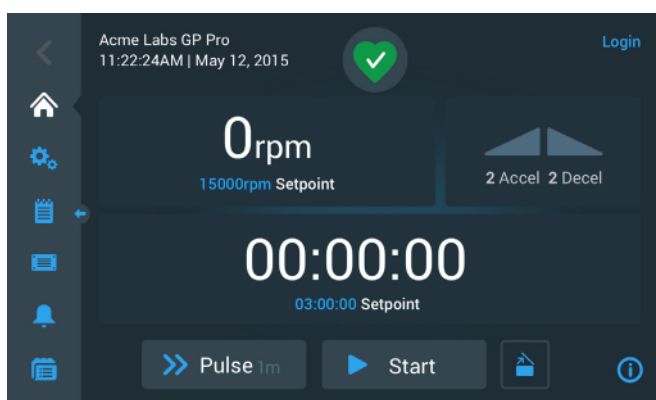 Acme Labs GP Pro
Login
11:22:24AM | May 12, 2015
0rpm
15000rpm Setpoint
2 Accel 2 Decel
00:00:00
03:00:00 Setpoint
Pulse 1m
Start